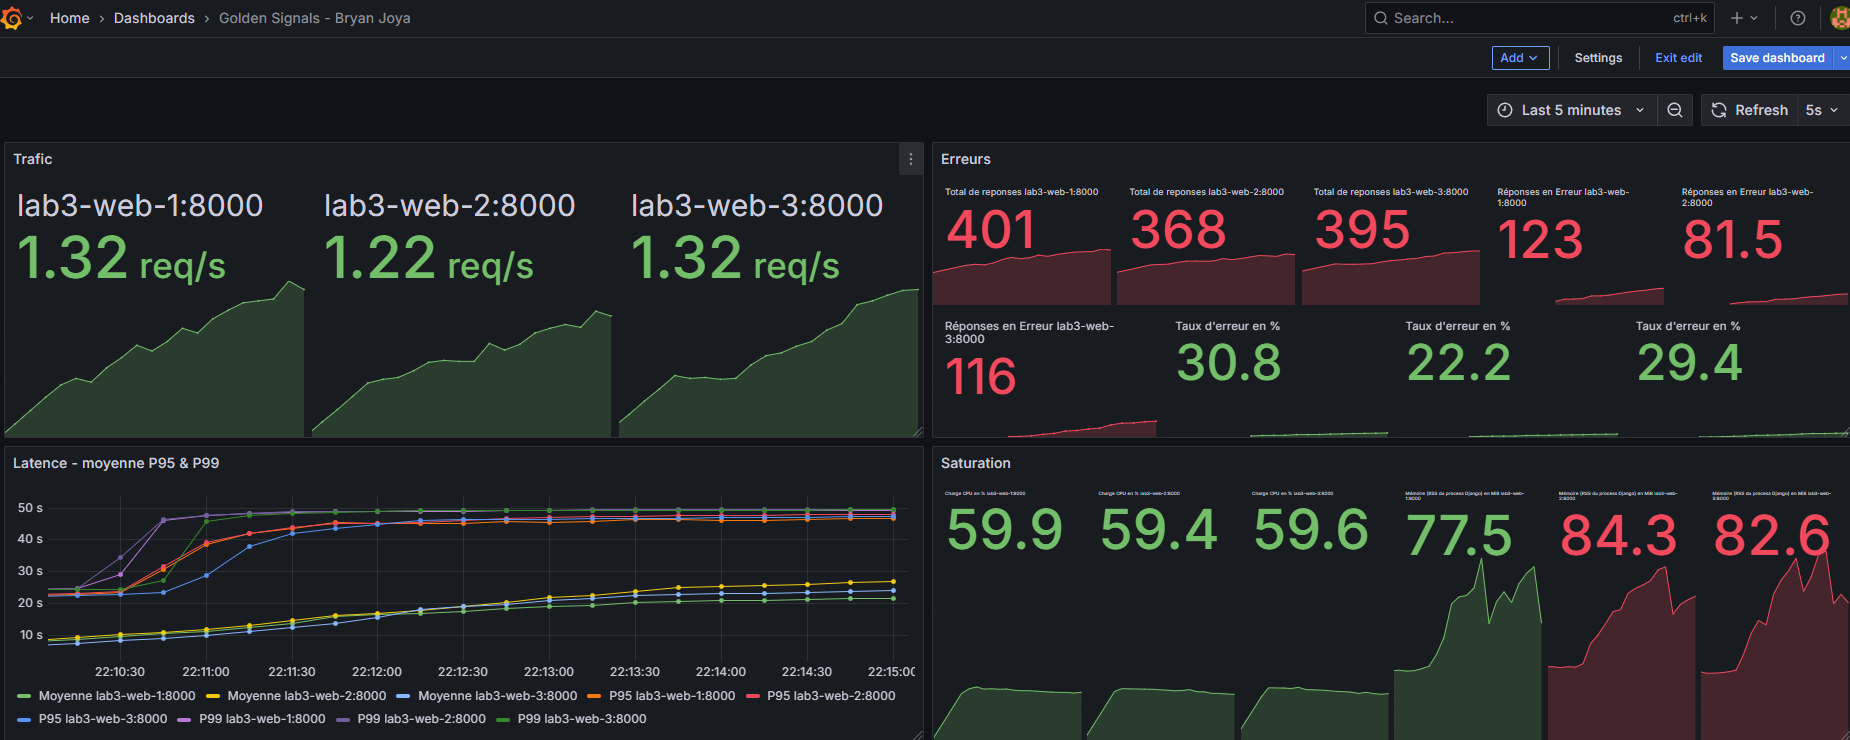 Home › Dashboards › Golden Signals - Bryan Joya
Search... ctrl+k
Add Settings Exit edit Save dashboard
Last 5 minutes Refresh 5s
Trafic
lab3-web-1:8000 lab3-web-2:8000 lab3-web-3:8000
1.32 req/s 1.22 req/s 1.32 req/s
Erreurs
Total de reponses lab3-web-1:8000
401
Total de reponses lab3-web-2:8000
368
Total de reponses lab3-web-3:8000
395
Réponses en Erreur lab3-web-
1:8000
123
Réponses en Erreur lab3-web-
2:8000
81.5
Réponses en Erreur lab3-web-
3:8000
116
Taux d'erreur en %
30.8
Taux d'erreur en %
22.2
Taux d'erreur en %
29.4
Latence - moyenne P95 & P99
50 s
40 s
30 s
20 s
10 s
22:10:30 22:11:00 22:11:30 22:12:00 22:12:30 22:13:00 22:13:30 22:14:00 22:14:30 22:15:00
Moyenne lab3-web-1:8000 Moyenne lab3-web-2:8000 Moyenne lab3-web-3:8000 P95 lab3-web-1:8000 P95 lab3-web-2:8000
P95 lab3-web-3:8000 P99 lab3-web-1:8000 P99 lab3-web-2:8000 P99 lab3-web-3:8000
Saturation
Charge CPU en % lab3-web-1:8000
59.9
Charge CPU en % lab3-web-2:8000
59.4
Charge CPU en % lab3-web-3:8000
59.6
Mémoire (RSS du process Django) en MiB lab3-web-
1:8000
77.5
Mémoire (RSS du process Django) en MiB lab3-web-
2:8000
84.3
Mémoire (RSS du process Django) en MiB lab3-web-
3:8000
82.6